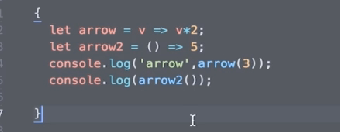 {
let arrow = v => v*2;
let arrow2 = () => 5;
console.log('arrow',arrow(3));
console.log(arrow2());
}